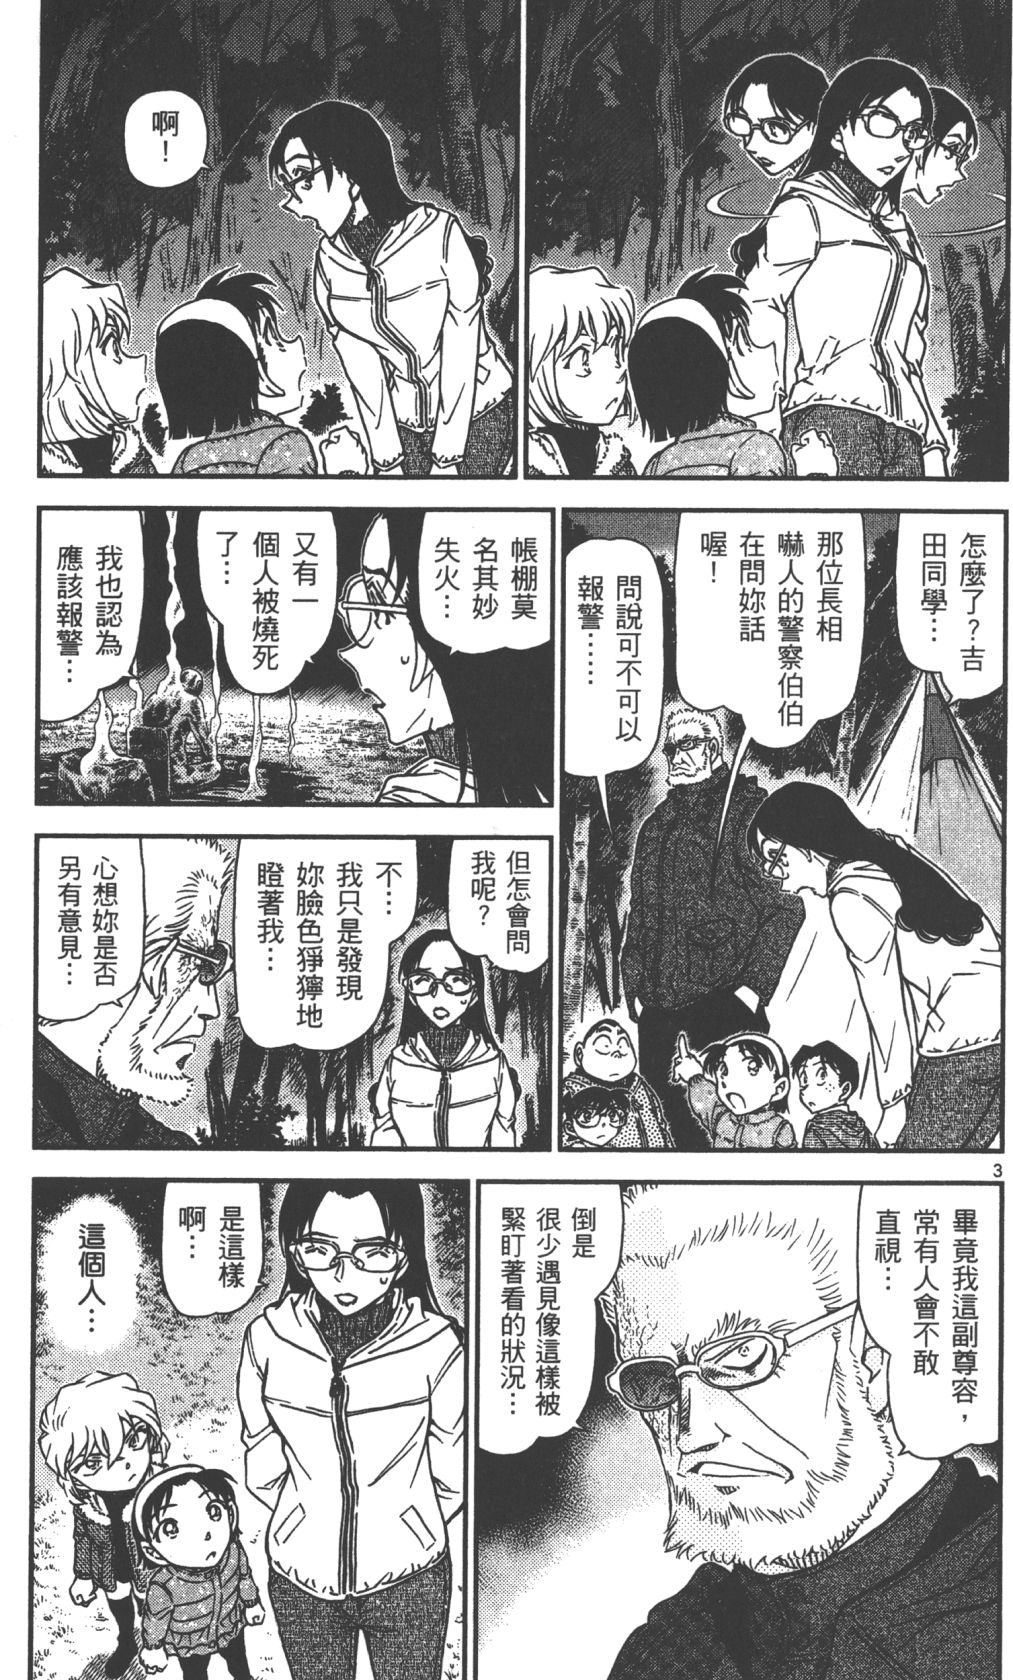 啊！
怎麼了？吉
田同學…
那位長相
嚇人的警察伯伯
在問妳話
喔！
問說可不可以
報警……
帳棚莫
名其妙
失火…
又有一
個人被燒死
了…
我也認為
應該報警…
但怎會問
我呢？
不…
我只是發現
妳臉色猙獰地
瞪著我…
心想妳是否
另有意見…
3
畢竟我這副尊容，
常有人會不敢
直視…
倒是
很少遇見像這樣被
緊盯著看的狀況…
是這樣
啊…
這個人…